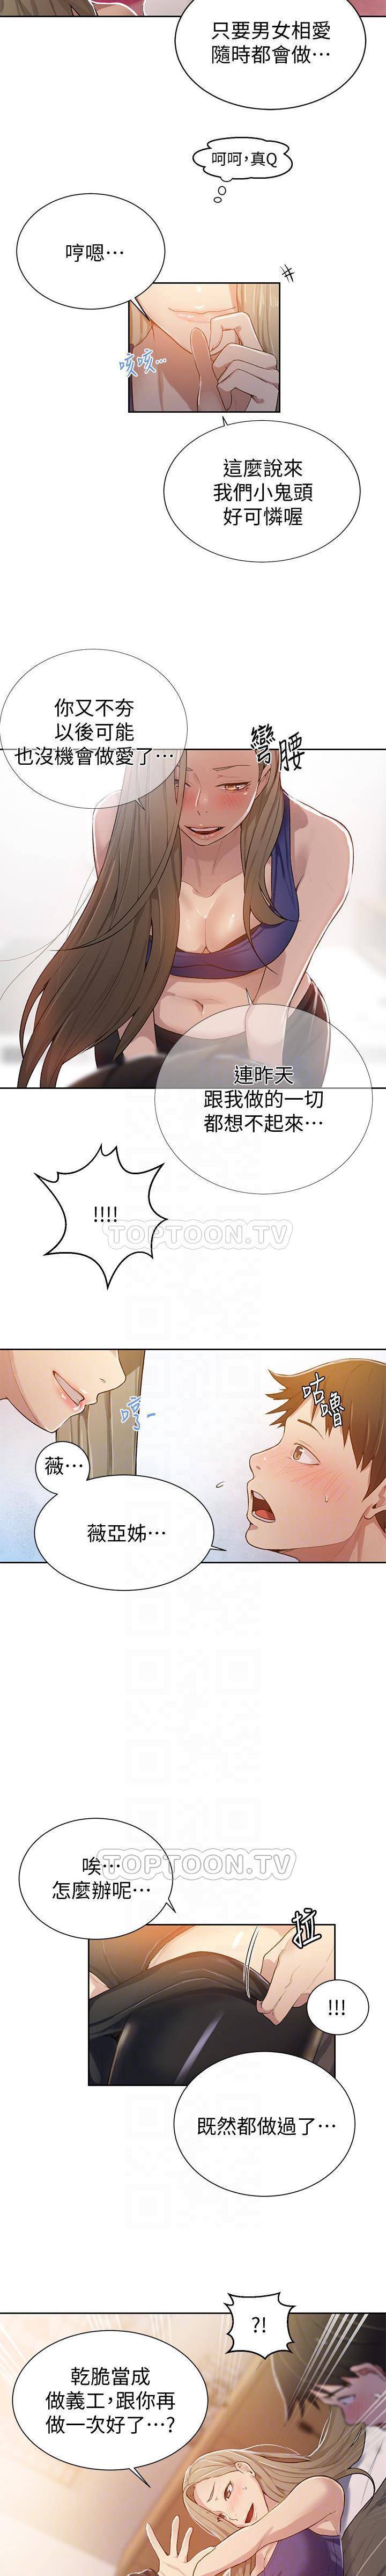 只要男女相愛
隨時都會做⋯
呵呵，真Q
哼嗯⋯
咳咳⋯
這麼說來
我們小鬼頭
好可憐喔
你又不夯
以後可能
也沒機會做愛了⋯
彎腰
連昨天
跟我做的一切
都想不起來⋯
!!!!
TOPTOON.TV
咕嚕
咳-
薇⋯
薇亞姊⋯
唉⋯
怎麼辦呢⋯
TOPTOON.TV
拉
!!!
既然都做過了⋯
?!
乾脆當成
做義工，跟你再
做一次好了⋯?